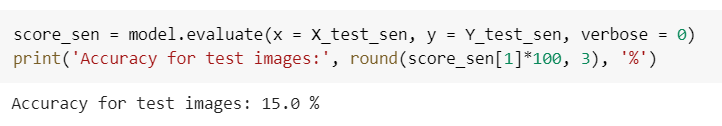 score_sen = model.evaluate(x = X_test_sen, y = Y_test_sen, verbose = 0)
print('Accuracy for test images:', round(score_sen[1]*100, 3), '%')
Accuracy for test images: 15.0 %